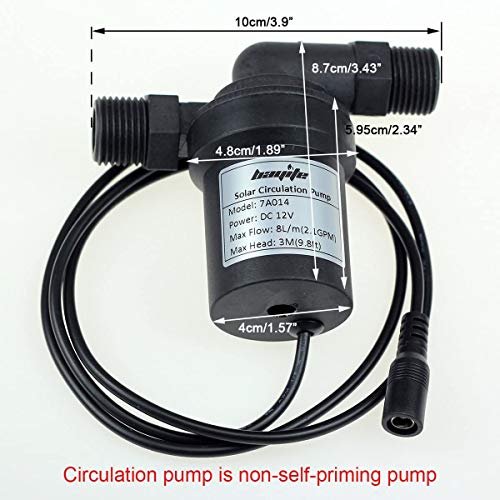 10cm/3.9"
8.7cm/3.43"
5.95cm/2.34"
4.8cm/1.89"
bayite
Solar Circulation Pump
Model: 7A014
Power: DC 12V
Max Flow: 8L/m(2.1GPM)
Max Head: 3M(9.8ft)
4cm/1.57"
Circulation pump is non-self-priming pump